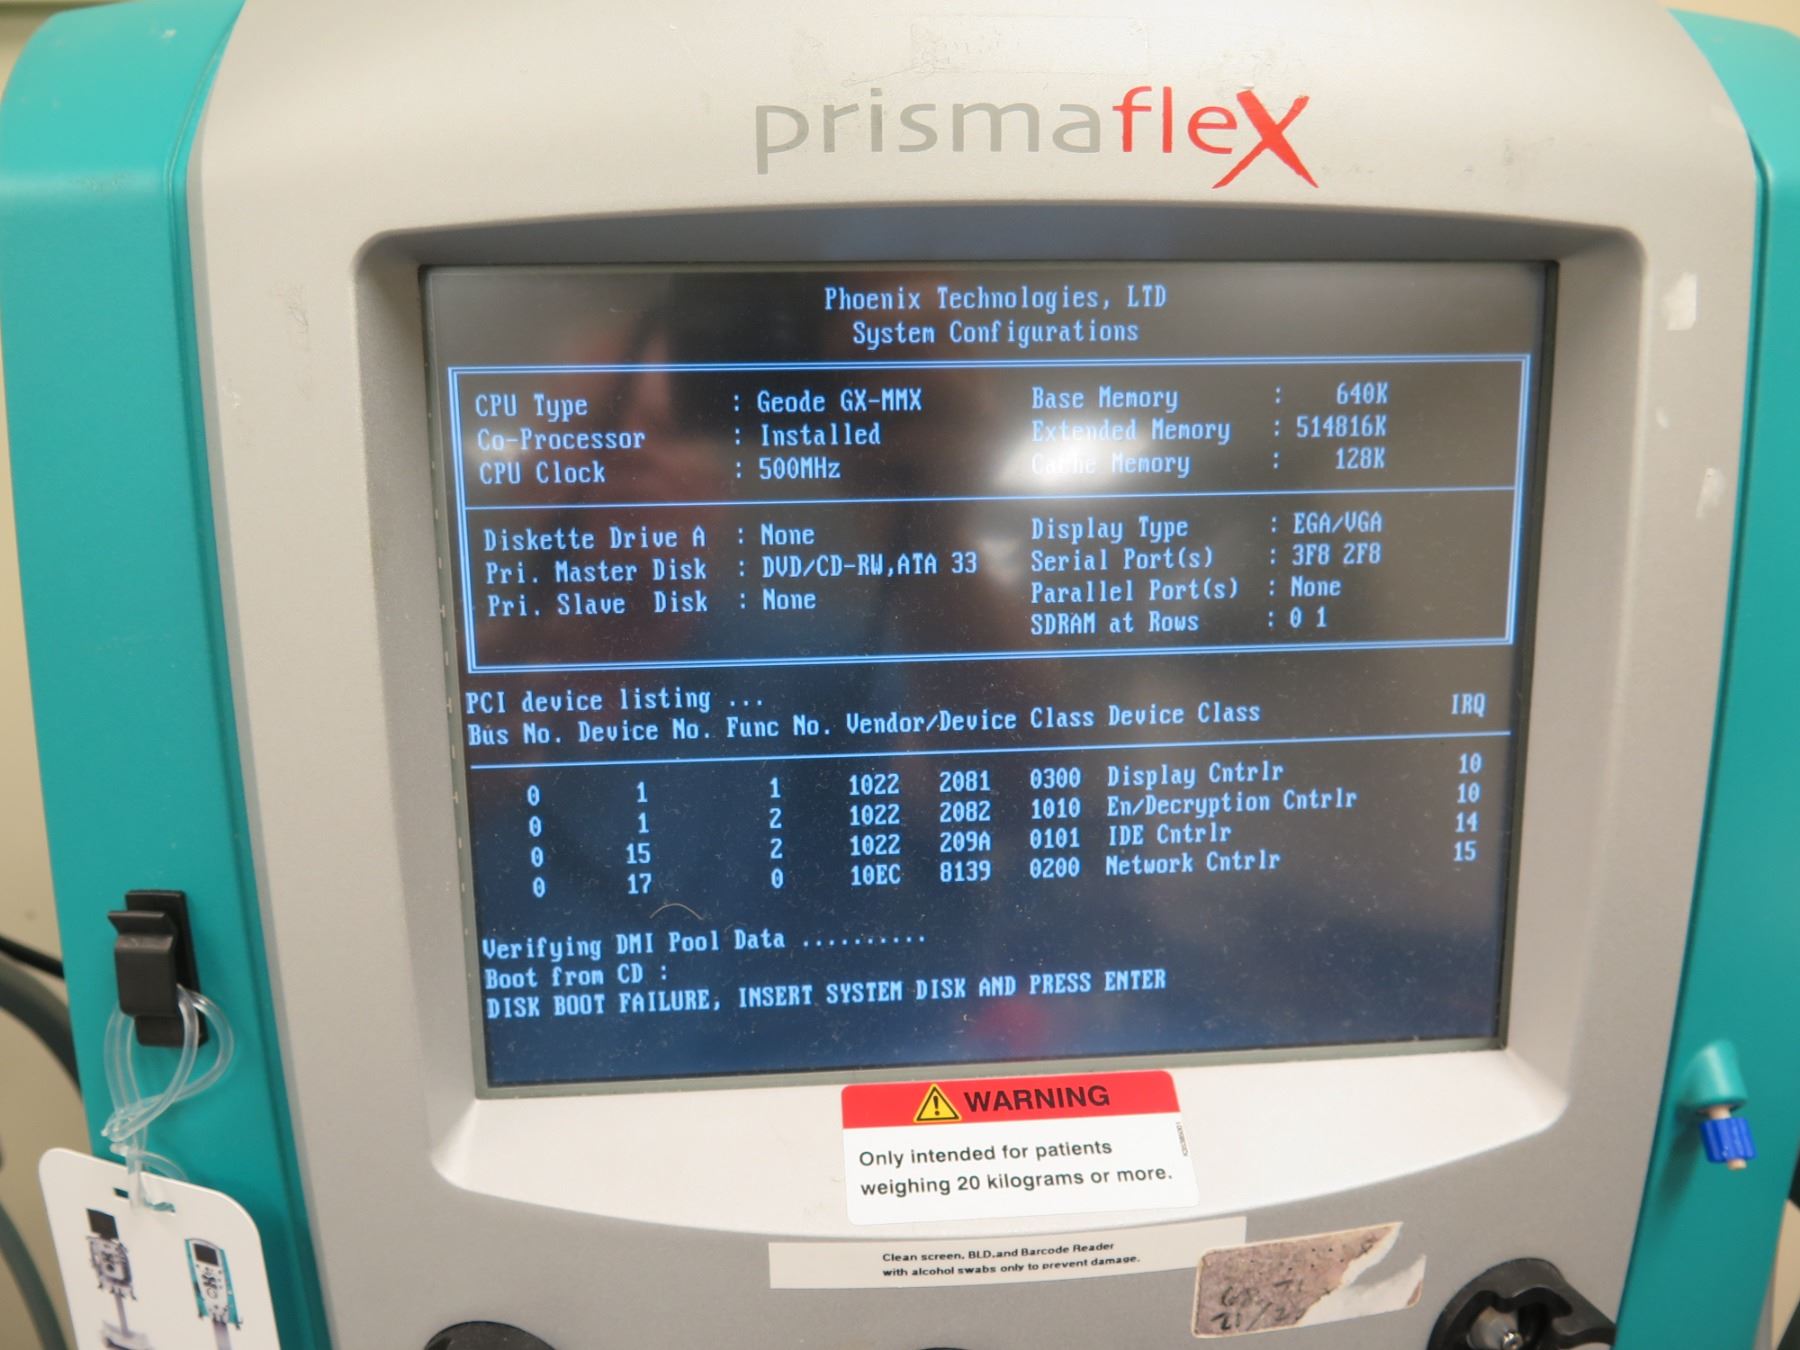 prismaflex
Phoenix Technologies, LTD
System Configurations
CPU Type : Geode GX-MMX Base Memory : 640K
Co-Processor : Installed Extended Memory : 514816K
CPU Clock : 500MHz Cache Memory : 128K
Diskette Drive A : None Display Type : EGA/VGA
Pri. Master Disk : DVD/CD-RW,ATA 33 Serial Port(s) : 3F8 2F8
Pri. Slave Disk : None Parallel Port(s) : None
SDRAM at Rows : 0 1
PCI device listing ...
Bus No. Device No. Func No. Vendor/Device Class Device Class IRQ
0 1 1 1022 2081 0300 Display Cntrlr 10
0 1 2 1022 2082 1010 En/Decryption Cntrlr 10
0 15 2 1022 209A 0101 IDE Cntrlr 14
0 17 0 10EC 8139 0200 Network Cntrlr 15
Verifying DMI Pool Data ..........
Boot from CD :
DISK BOOT FAILURE, INSERT SYSTEM DISK AND PRESS ENTER
WARNING
Only intended for patients
weighing 20 kilograms or more.
Clean screen, BLD,and Barcode Reader
with alcohol swabs only to prevent damage.